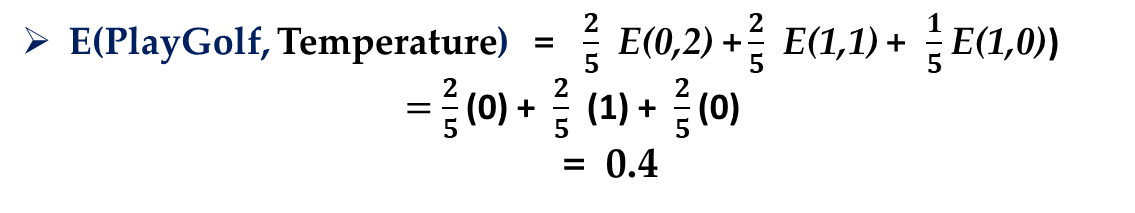 ➢ E(PlayGolf, Temperature) = 2/5 E(0,2) + 2/5 E(1,1) + 1/5 E(1,0))
= 2/5 (0) + 2/5 (1) + 2/5 (0)
= 0.4